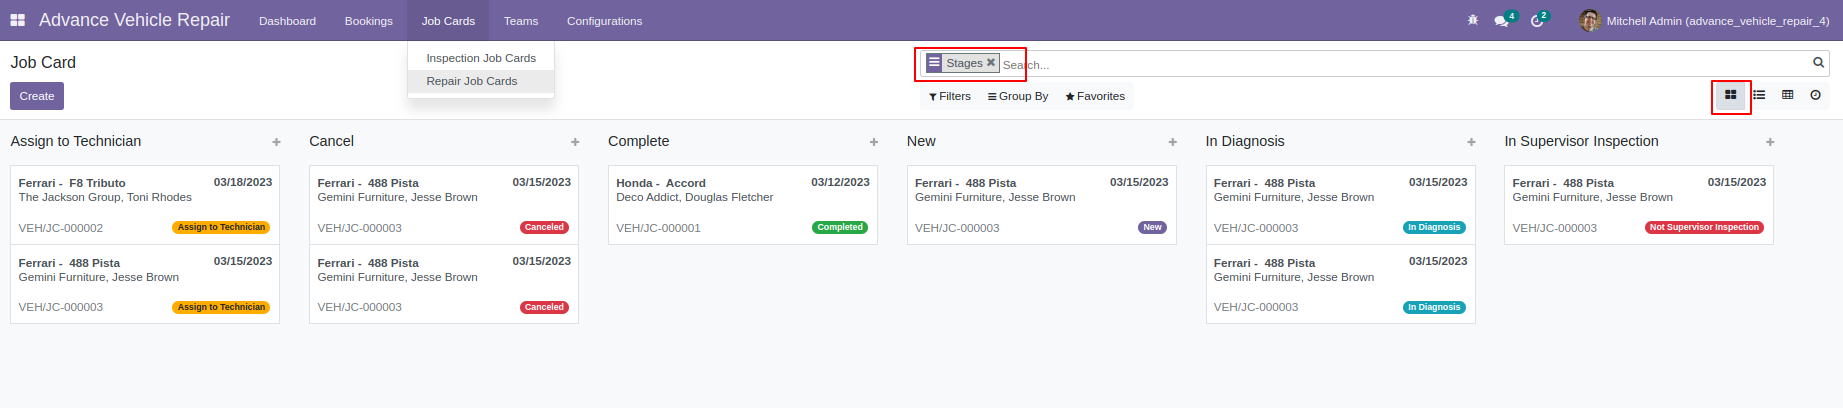 Advance Vehicle Repair Dashboard Bookings Job Cards Teams Configurations 4 2 Mitchell Admin (advance_vehicle_repair_4)
Inspection Job Cards
Repair Job Cards
Job Card
Stages Search...
Create
Filters Group By Favorites
Assign to Technician
Ferrari - F8 Tributo 03/18/2023
The Jackson Group, Toni Rhodes
VEH/JC-000002 Assign to Technician
Ferrari - 488 Pista 03/15/2023
Gemini Furniture, Jesse Brown
VEH/JC-000003 Assign to Technician
Cancel
Ferrari - 488 Pista 03/15/2023
Gemini Furniture, Jesse Brown
VEH/JC-000003 Canceled
Ferrari - 488 Pista 03/15/2023
Gemini Furniture, Jesse Brown
VEH/JC-000003 Canceled
Complete
Honda - Accord 03/12/2023
Deco Addict, Douglas Fletcher
VEH/JC-000001 Completed
New
Ferrari - 488 Pista 03/15/2023
Gemini Furniture, Jesse Brown
VEH/JC-000003 New
In Diagnosis
Ferrari - 488 Pista 03/15/2023
Gemini Furniture, Jesse Brown
VEH/JC-000003 In Diagnosis
Ferrari - 488 Pista 03/15/2023
Gemini Furniture, Jesse Brown
VEH/JC-000003 In Diagnosis
In Supervisor Inspection
Ferrari - 488 Pista 03/15/2023
Gemini Furniture, Jesse Brown
VEH/JC-000003 Not Supervisor Inspection